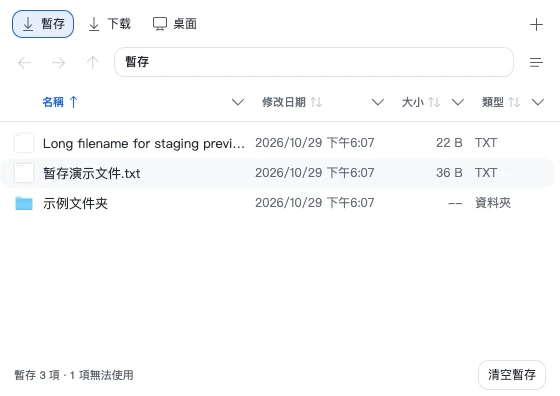 暫存 下載 桌面
暫存
名稱 修改日期 大小 類型
Long filename for staging previ... 2026/10/29 下午6:07 22 B TXT
暫存演示文件.txt 2026/10/29 下午6:07 36 B TXT
示例文件夹 2026/10/29 下午6:07 -- 資料夾
暫存 3 項 · 1 項無法使用 清空暫存